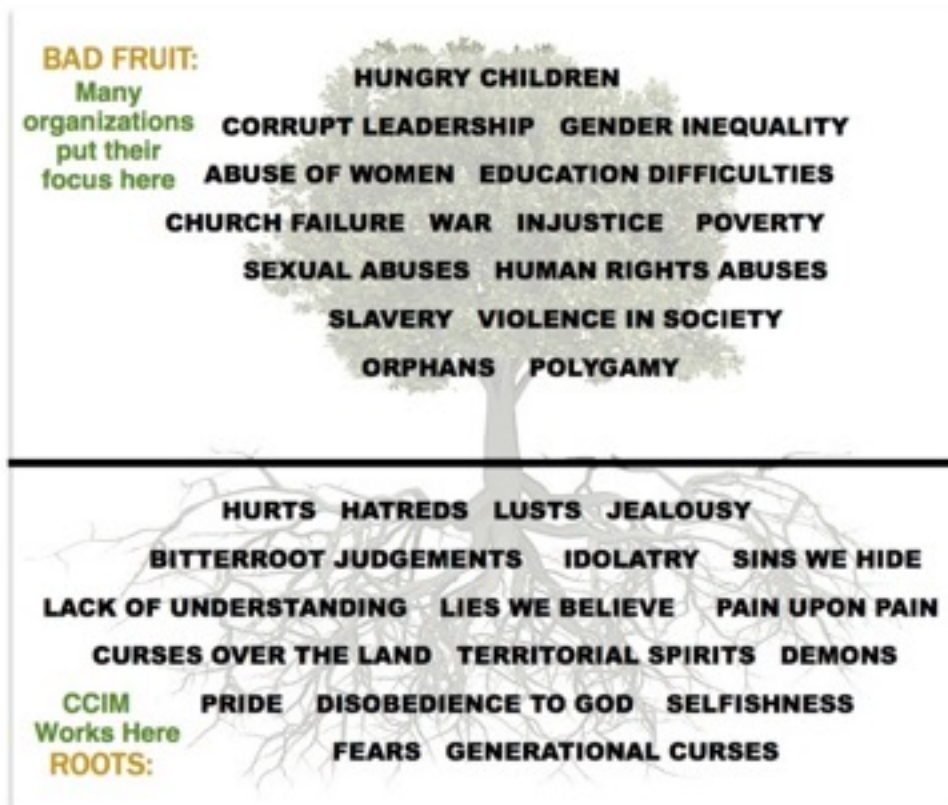 BAD FRUIT:
Many
organizations
put their
focus here
HUNGRY CHILDREN
CORRUPT LEADERSHIP GENDER INEQUALITY
ABUSE OF WOMEN EDUCATION DIFFICULTIES
CHURCH FAILURE WAR INJUSTICE POVERTY
SEXUAL ABUSES HUMAN RIGHTS ABUSES
SLAVERY VIOLENCE IN SOCIETY
ORPHANS POLYGAMY
HURTS HATREDS LUSTS JEALOUSY
BITTERROOT JUDGEMENTS IDOLATRY SINS WE HIDE
LACK OF UNDERSTANDING LIES WE BELIEVE PAIN UPON PAIN
CURSES OVER THE LAND TERRITORIAL SPIRITS DEMONS
PRIDE DISOBEDIENCE TO GOD SELFISHNESS
FEARS GENERATIONAL CURSES
CCIM
Works Here
ROOTS: